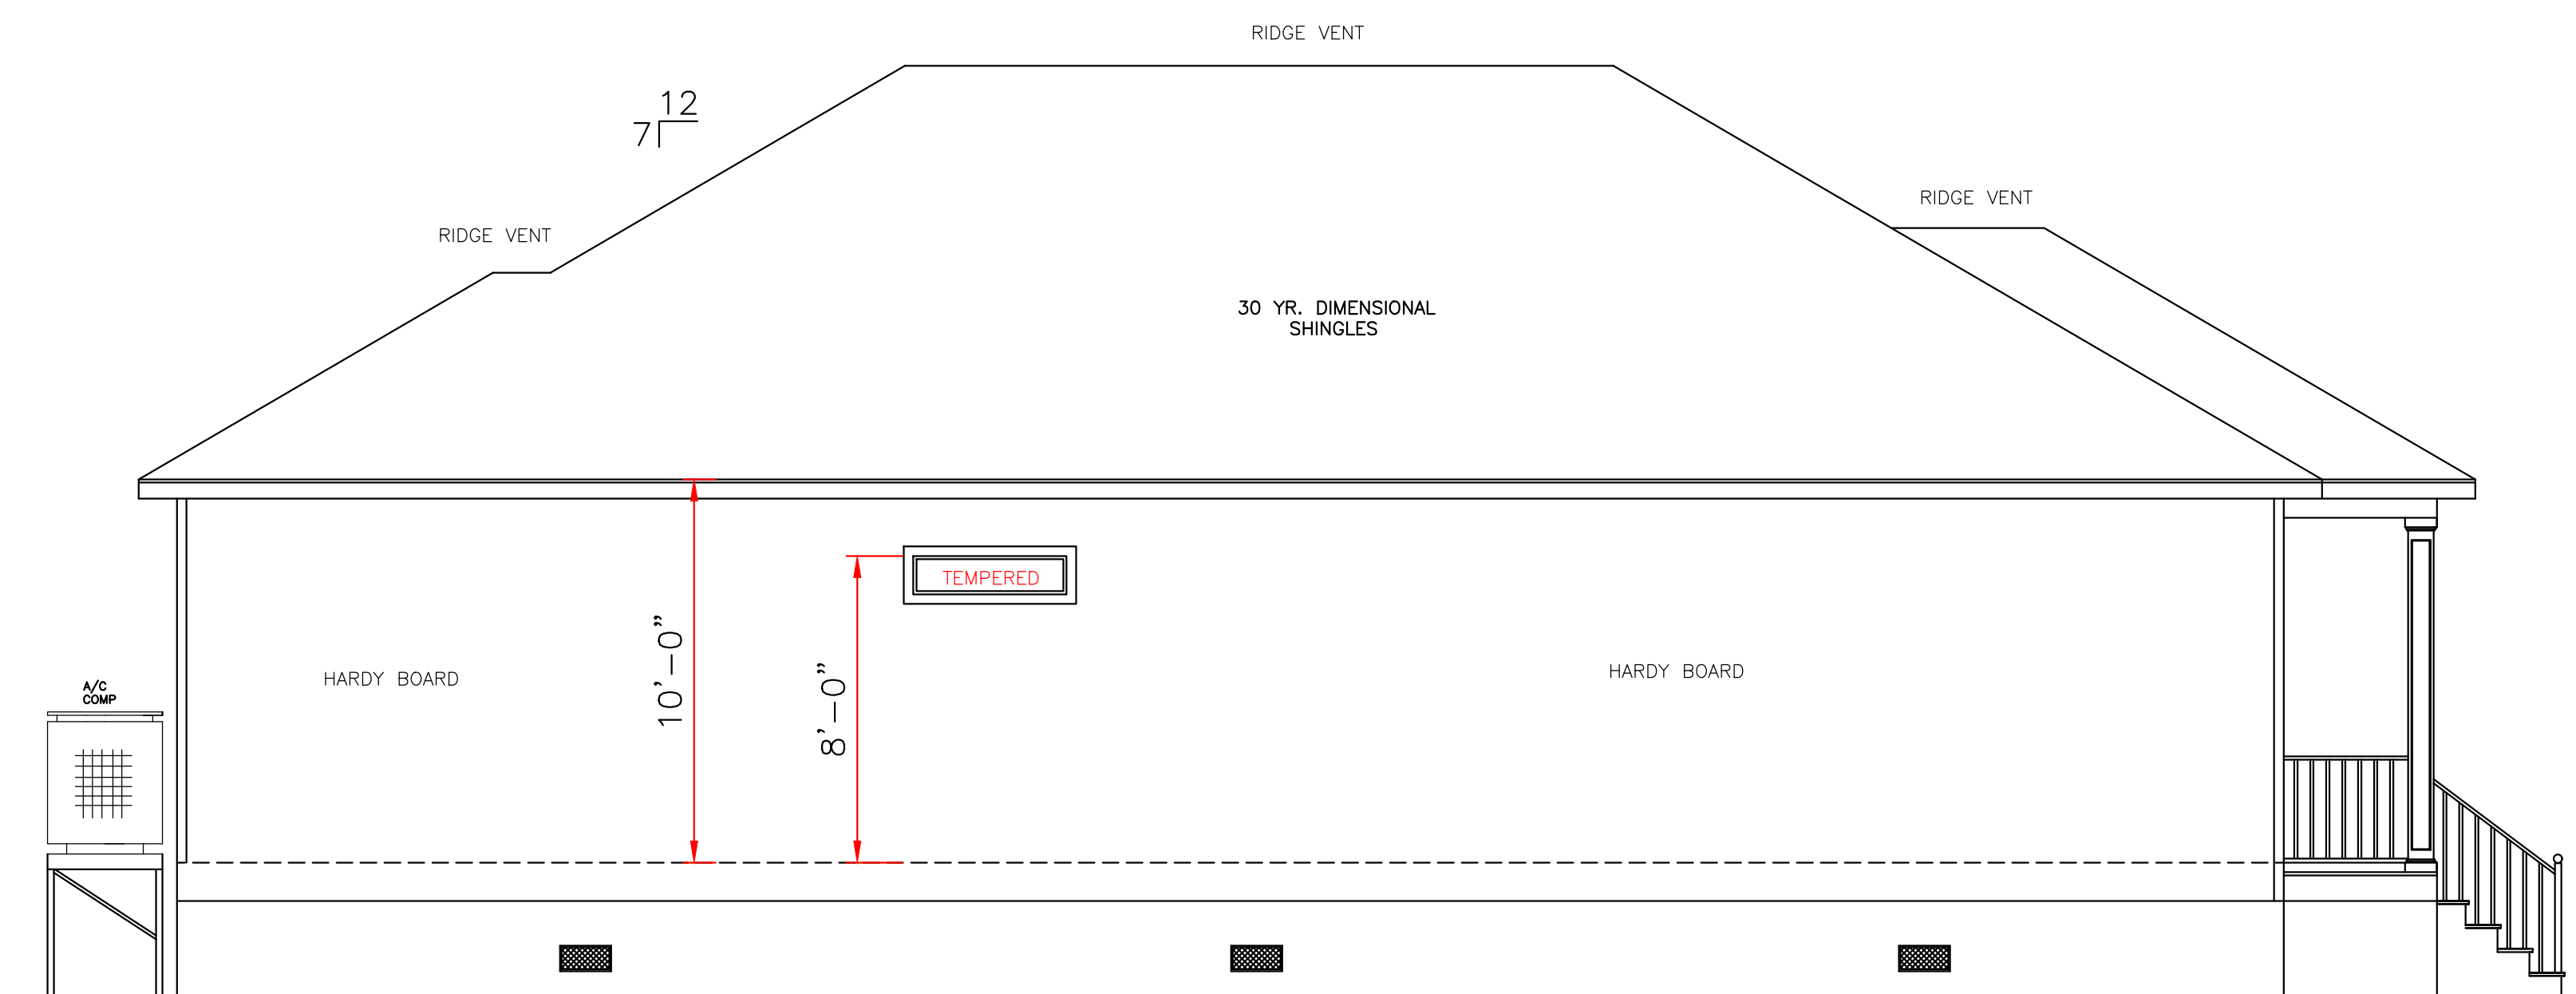 RIDGE VENT
12
7
RIDGE VENT
RIDGE VENT
30 YR. DIMENSIONAL
SHINGLES
TEMPERED
10'-0"
8'-0"
HARDY BOARD
HARDY BOARD
A/C
COMP